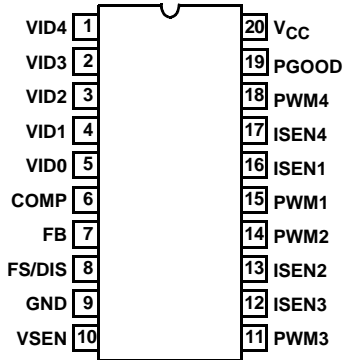 VID4 1 20 VCC
VID3 2 19 PGOOD
VID2 3 18 PWM4
VID1 4 17 ISEN4
VID0 5 16 ISEN1
COMP 6 15 PWM1
FB 7 14 PWM2
FS/DIS 8 13 ISEN2
GND 9 12 ISEN3
VSEN 10 11 PWM3